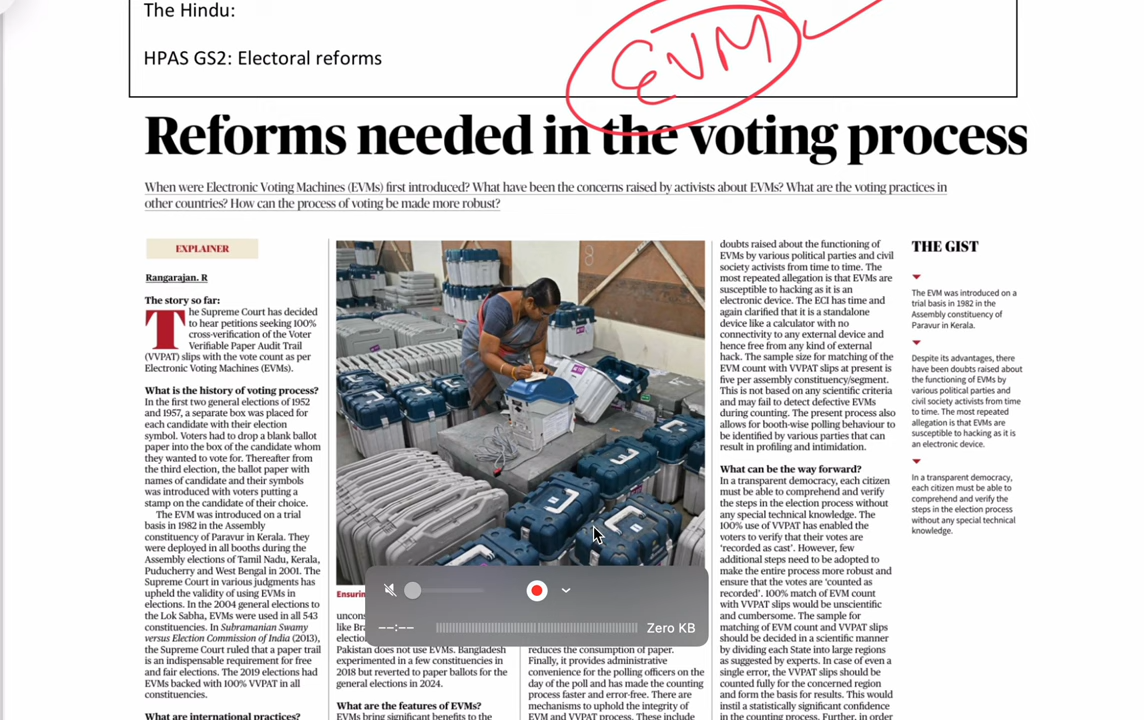 The Hindu:
HPAS GS2: Electoral reforms
EVM
Reforms needed in the voting process
When were Electronic Voting Machines (EVMs) first introduced? What have been the concerns raised by activists about EVMs? What are the voting practices in
other countries? How can the process of voting be made more robust?
EXPLAINER
Rangarajan. R
The story so far:
The Supreme Court has decided
to hear petitions seeking 100%
cross-verification of the Voter
Verifiable Paper Audit Trail
(VVPAT) slips with the vote count as per
Electronic Voting Machines (EVMs).
What is the history of voting process?
In the first two general elections of 1952
and 1957, a separate box was placed for
each candidate with their election
symbol. Voters had to drop a blank ballot
paper into the box of the candidate whom
they wanted to vote for. Thereafter from
the third election, the ballot paper with
names of candidate and their symbols
was introduced with voters putting a
stamp on the candidate of their choice.
The EVM was introduced on a trial
basis in 1982 in the Assembly
constituency of Paravur in Kerala. They
were deployed in all booths during the
Assembly elections of Tamil Nadu, Kerala,
Puducherry and West Bengal in 2001. The
Supreme Court in various judgments has
upheld the validity of using EVMs in
elections. In the 2004 general elections to
the Lok Sabha, EVMs were used in all 543
constituencies. In Subramanian Swamy
versus Election Commission of India (2013),
the Supreme Court ruled that a paper trail
is an indispensable requirement for free
and fair elections. The 2019 elections had
EVMs backed with 100% VVPAT in all
constituencies.
What are international practices?
Ensurin
uncons
like Bra
electio
Pakistan does not use EVMs. Bangladesh
experimented in a few constituencies in
2018 but reverted to paper ballots for the
general elections in 2024.
What are the features of EVMs?
EVMs bring significant benefits to the
--:--
Zero KB
reduces the consumption of paper.
Finally, it provides administrative
convenience for the polling officers on the
day of the poll and has made the counting
process faster and error-free. There are
mechanisms to uphold the integrity of
EVM and VVPAT process. These include
doubts raised about the functioning of
EVMs by various political parties and civil
society activists from time to time. The
most repeated allegation is that EVMs are
susceptible to hacking as it is an
electronic device. The ECI has time and
again clarified that it is a standalone
device like a calculator with no
connectivity to any external device and
hence free from any kind of external
hack. The sample size for matching of the
EVM count with VVPAT slips at present is
five per assembly constituency/segment.
This is not based on any scientific criteria
and may fail to detect defective EVMs
during counting. The present process also
allows for booth-wise polling behaviour to
be identified by various parties that can
result in profiling and intimidation.
What can be the way forward?
In a transparent democracy, each citizen
must be able to comprehend and verify
the steps in the election process without
any special technical knowledge. The
100% use of VVPAT has enabled the
voters to verify that their votes are
‘recorded as cast’. However, few
additional steps need to be adopted to
make the entire process more robust and
ensure that the votes are ‘counted as
recorded’. 100% match of EVM count
with VVPAT slips would be unscientific
and cumbersome. The sample for
matching of EVM count and VVPAT slips
should be decided in a scientific manner
by dividing each State into large regions
as suggested by experts. In case of even a
single error, the VVPAT slips should be
counted fully for the concerned region
and form the basis for results. This would
instil a statistically significant confidence
in the counting process. Further, in order
THE GIST
The EVM was introduced on a
trial basis in 1982 in the
Assembly constituency of
Paravur in Kerala.
Despite its advantages, there
have been doubts raised about
the functioning of EVMs by
various political parties and
civil society activists from time
to time. The most repeated
allegation is that EVMs are
susceptible to hacking as it is
an electronic device.
In a transparent democracy,
each citizen must be able to
comprehend and verify the
steps in the election process
without any special technical
knowledge.